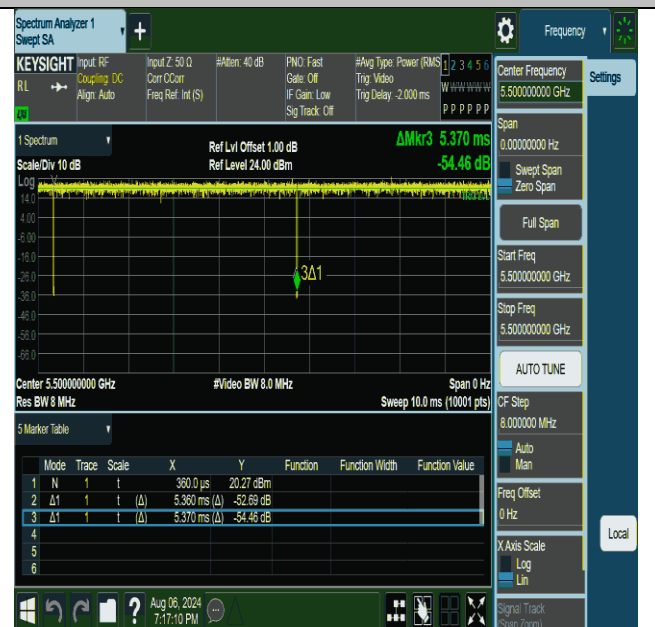 Spectrum Analyzer 1
Swept SA
+
Frequency
KEYSIGHT
RL
Input: RF
Coupling: DC
Align: Auto
Input Z: 50 Ω
Corr CCorr
Freq Ref: Int (S)
#Atten: 40 dB
PNO: Fast
Gate: Off
IF Gain: Low
Sig Track: Off
#Avg Type: Power (RMS
Trig: Video
Trig Delay: -2.000 ms
1 2 3 4 5 6
W W W W W W
P P P P P P
1 Spectrum
Scale/Div 10 dB
Log
Ref Lvl Offset 1.00 dB
Ref Level 24.00 dBm
ΔMkr3 5.370 ms
-54.46 dB
14.0
4.00
-6.00
-16.0
-26.0
-36.0
-46.0
-56.0
-66.0
3Δ1
Center 5.500000000 GHz
Res BW 8 MHz
#Video BW 8.0 MHz
Span 0 Hz
Sweep 10.0 ms (10001 pts)
5 Marker Table
Mode Trace Scale X Y Function Function Width Function Value
1 N 1 t 360.0 µs 20.27 dBm
2 Δ1 1 t (Δ) 5.360 ms (Δ) -52.69 dB
3 Δ1 1 t (Δ) 5.370 ms (Δ) -54.46 dB
4
5
6
Aug 06, 2024
7:17:10 PM
Center Frequency
5.500000000 GHz
Span
0.00000000 Hz
Swept Span
Zero Span
Full Span
Start Freq
5.500000000 GHz
Stop Freq
5.500000000 GHz
AUTO TUNE
CF Step
8.000000 MHz
Auto
Man
Freq Offset
0 Hz
X Axis Scale
Log
Lin
Signal Track
(Span Zoom)
Settings
Local